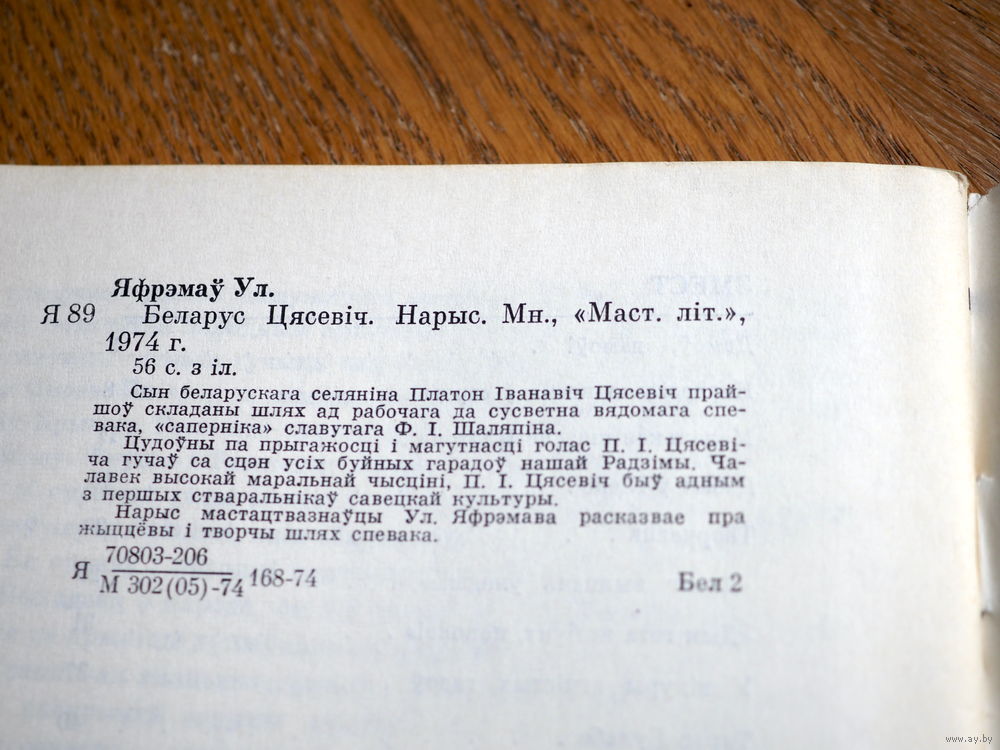 Яфрэмаў Ул.
Я 89 Беларус Цясевіч. Нарыс. Мн., «Маст. літ.»,
1974 г.
56 с. з іл.
Сын беларускага селяніна Платон Іванавіч Цясевіч прай-
шоў складаны шлях ад рабочага да сусветна вядомага спе-
вака, «саперніка» славутага Ф. І. Шаляпіна.
Цудоўны па прыгажосці і магутнасці голас П. І. Цясеві-
ча гучаў са сцэн усіх буйных гарадоў нашай Радзімы. Ча-
лавек высокай маральнай чысціні, П. І. Цясевіч быў адным
з першых стваральнікаў савецкай культуры.
Нарыс мастацтвазнаўцы Ул. Яфрэмава расказвае пра
жыццёвы і творчы шлях спевака.
70803-206
Я 168-74 Бел 2
М 302(05)-74
www.ay.by